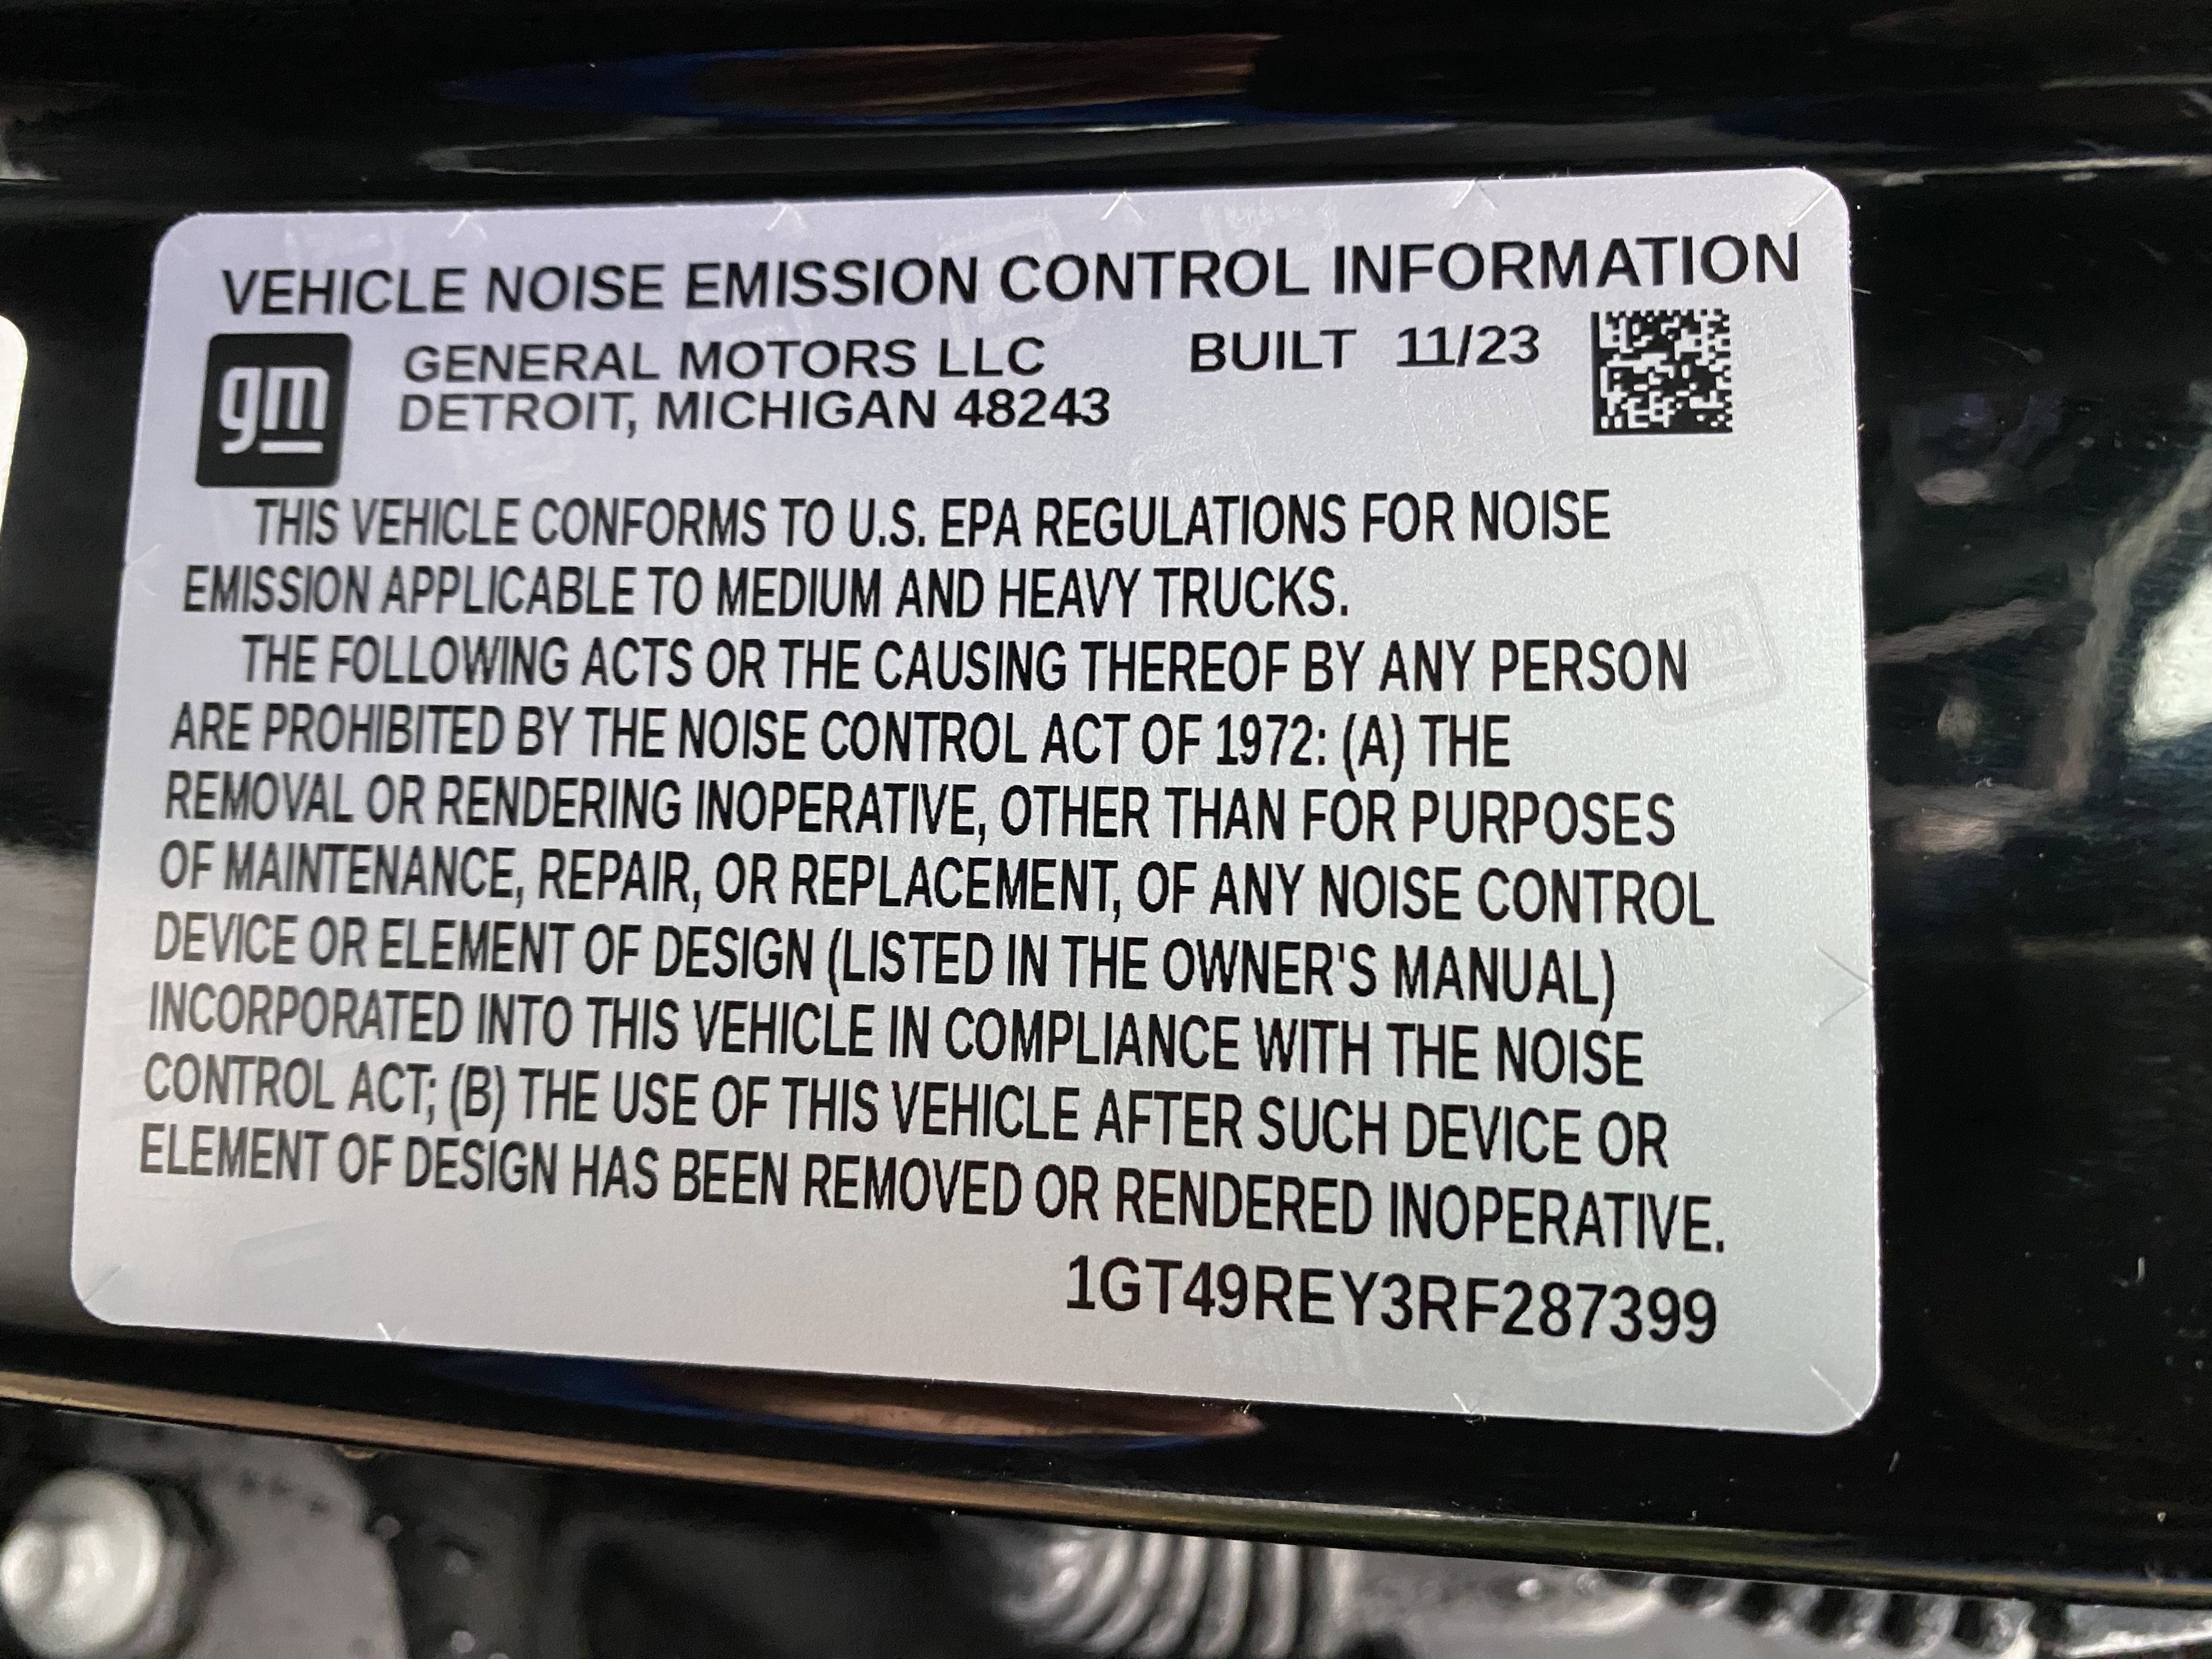 VEHICLE NOISE EMISSION CONTROL INFORMATION
gm
GENERAL MOTORS LLC BUILT 11/23
DETROIT, MICHIGAN 48243
THIS VEHICLE CONFORMS TO U.S. EPA REGULATIONS FOR NOISE
EMISSION APPLICABLE TO MEDIUM AND HEAVY TRUCKS.
THE FOLLOWING ACTS OR THE CAUSING THEREOF BY ANY PERSON
ARE PROHIBITED BY THE NOISE CONTROL ACT OF 1972: (A) THE
REMOVAL OR RENDERING INOPERATIVE, OTHER THAN FOR PURPOSES
OF MAINTENANCE, REPAIR, OR REPLACEMENT, OF ANY NOISE CONTROL
DEVICE OR ELEMENT OF DESIGN (LISTED IN THE OWNER'S MANUAL)
INCORPORATED INTO THIS VEHICLE IN COMPLIANCE WITH THE NOISE
CONTROL ACT; (B) THE USE OF THIS VEHICLE AFTER SUCH DEVICE OR
ELEMENT OF DESIGN HAS BEEN REMOVED OR RENDERED INOPERATIVE.
1GT49REY3RF287399